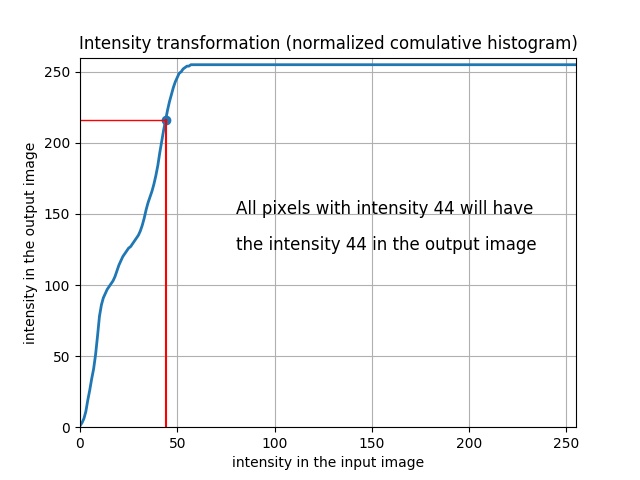 Intensity transformation (normalized comulative histogram)
intensity in the output image
250
200
150
100
50
0
All pixels with intensity 44 will have
the intensity 44 in the output image
0 50 100 150 200 250
intensity in the input image